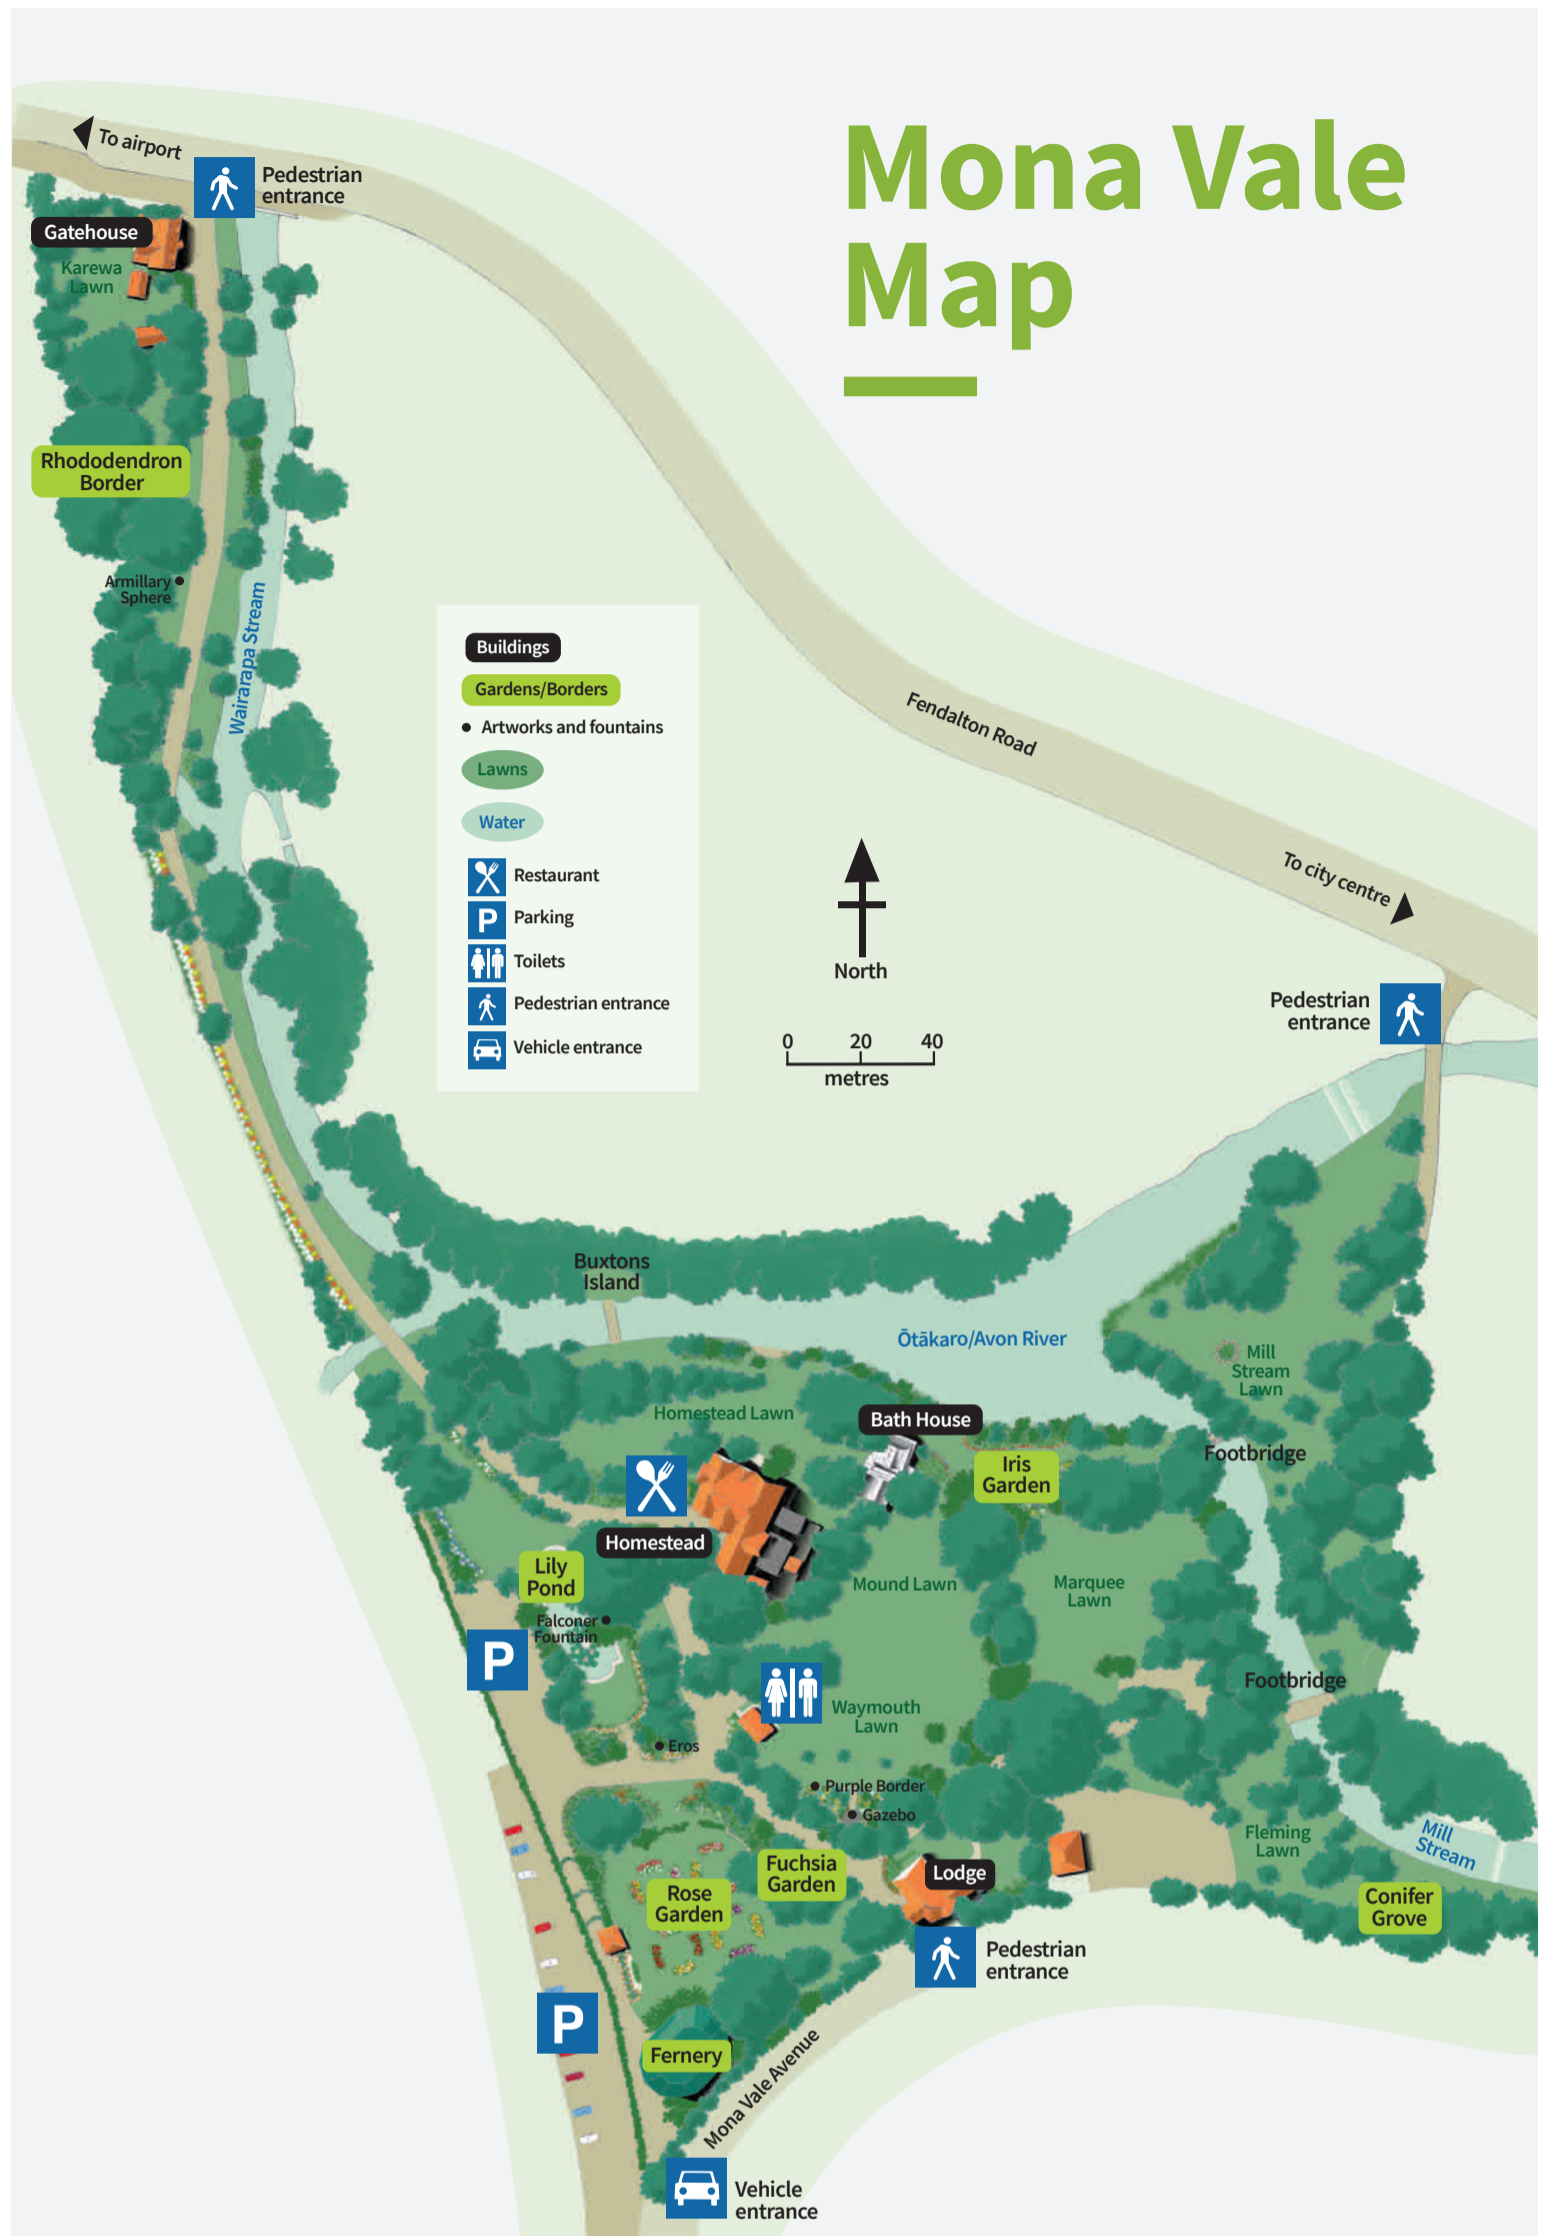 Mona Vale
Map
To airport
Pedestrian
entrance
Gatehouse
Karewa
Lawn
Rhododendron
Border
Armillary
Sphere
Wairarapa Stream
Buildings
Gardens/Borders
Artworks and fountains
Lawns
Water
Restaurant
P Parking
Toilets
Pedestrian entrance
Vehicle entrance
Fendalton Road
To city centre
North
0 20 40
metres
Pedestrian
entrance
Buxtons
Island
Ōtākaro/Avon River
Mill
Stream
Lawn
Homestead Lawn
Bath House
Footbridge
Iris
Garden
Homestead
Lily
Pond
Mound Lawn
Marquee
Lawn
Falconer
Fountain
P
Footbridge
Waymouth
Lawn
Eros
Purple Border
Gazebo
Fleming
Lawn
Mill
Stream
Fuchsia
Garden
Lodge
Rose
Garden
Conifer
Grove
Pedestrian
entrance
P
Fernery
Mona Vale Avenue
Vehicle
entrance